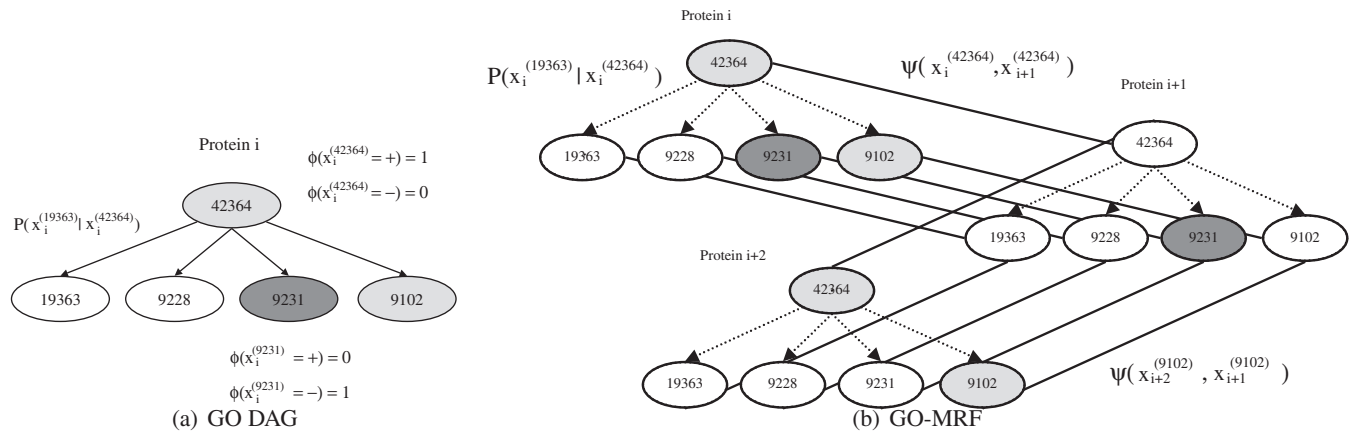 Protein i
ϕ(x_i^(42364) = +) = 1
ϕ(x_i^(42364) = −) = 0
42364
P(x_i^(19363) | x_i^(42364))
19363
9228
9231
9102
ϕ(x_i^(9231) = +) = 0
ϕ(x_i^(9231) = −) = 1
(a) GO DAG
Protein i
42364
P(x_i^(19363) | x_i^(42364))
ψ(x_i^(42364), x_{i+1}^(42364))
19363
9228
9231
9102
Protein i+1
42364
19363
9228
9231
9102
Protein i+2
42364
19363
9228
9231
9102
ψ(x_{i+2}^(9102), x_{i+1}^(9102))
(b) GO-MRF